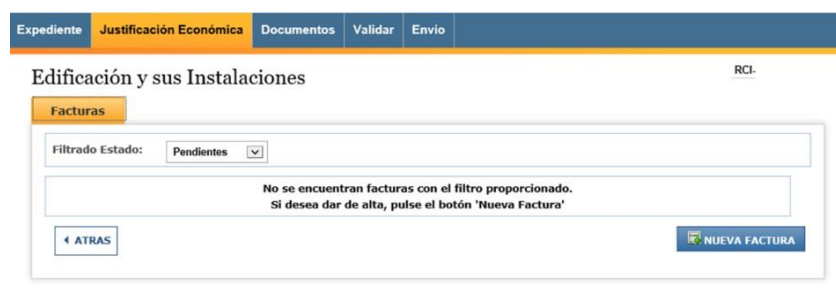 Expediente Justificación Económica Documentos Validar Envio
Edificación y sus Instalaciones
RCI-
Facturas
Filtrado Estado: Pendientes
No se encuentran facturas con el filtro proporcionado.
Si desea dar de alta, pulse el botón 'Nueva Factura'
ATRAS
NUEVA FACTURA